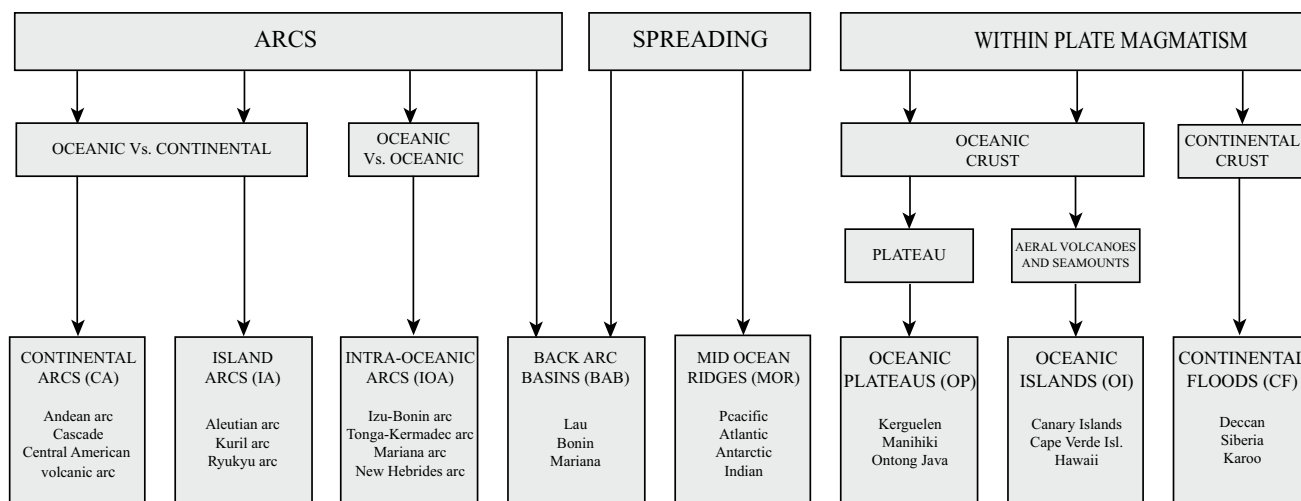 ARCS
SPREADING
WITHIN PLATE MAGMATISM
OCEANIC Vs. CONTINENTAL
OCEANIC
Vs. OCEANIC
OCEANIC
CRUST
CONTINENTAL
CRUST
PLATEAU
AERAL VOLCANOES
AND SEAMOUNTS
CONTINENTAL
ARCS (CA)
Andean arc
Cascade
Central American
volcanic arc
ISLAND
ARCS (IA)
Aleutian arc
Kuril arc
Ryukyu arc
INTRA-OCEANIC
ARCS (IOA)
Izu-Bonin arc
Tonga-Kermadec arc
Mariana arc
New Hebrides arc
BACK ARC
BASINS (BAB)
Lau
Bonin
Mariana
MID OCEAN
RIDGES (MOR)
Pcacific
Atlantic
Antarctic
Indian
OCEANIC
PLATEAUS (OP)
Kerguelen
Manihiki
Ontong Java
OCEANIC
ISLANDS (OI)
Canary Islands
Cape Verde Isl.
Hawaii
CONTINENTAL
FLOODS (CF)
Deccan
Siberia
Karoo